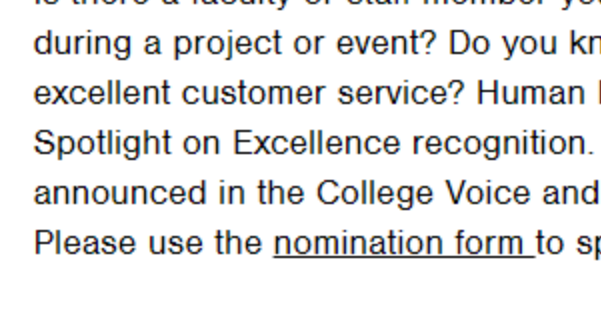 during a project or event? Do you
excellent customer service? Human
Spotlight on Excellence recognition.
announced in the College Voice and
Please use the nomination form to